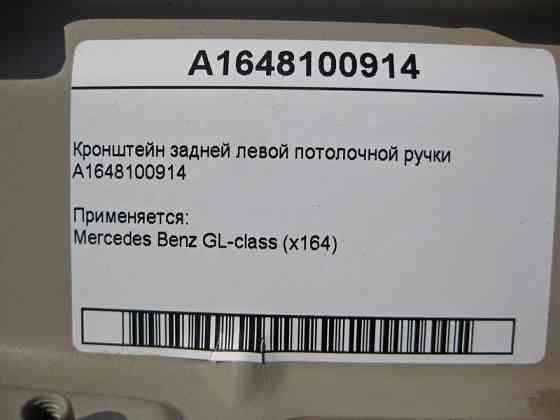 A1648100914
Кронштейн задней левой потолочной ручки
A1648100914
Применяется:
Mercedes Benz GL-class (x164)